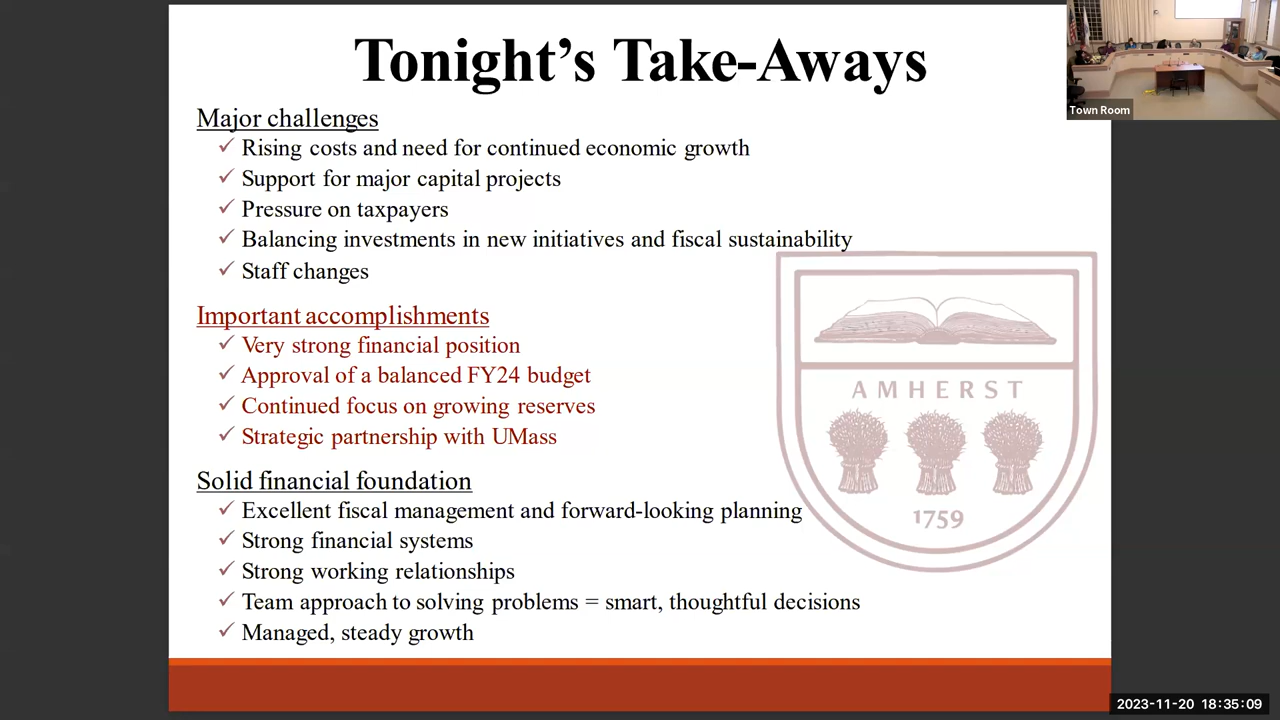 Tonight's Take-Aways
Town Room
Major challenges
✓ Rising costs and need for continued economic growth
✓ Support for major capital projects
✓ Pressure on taxpayers
✓ Balancing investments in new initiatives and fiscal sustainability
✓ Staff changes
Important accomplishments
✓ Very strong financial position
✓ Approval of a balanced FY24 budget
✓ Continued focus on growing reserves
✓ Strategic partnership with UMass
AMHERST
1759
Solid financial foundation
✓ Excellent fiscal management and forward-looking planning
✓ Strong financial systems
✓ Strong working relationships
✓ Team approach to solving problems = smart, thoughtful decisions
✓ Managed, steady growth
2023-11-20 18:35:09